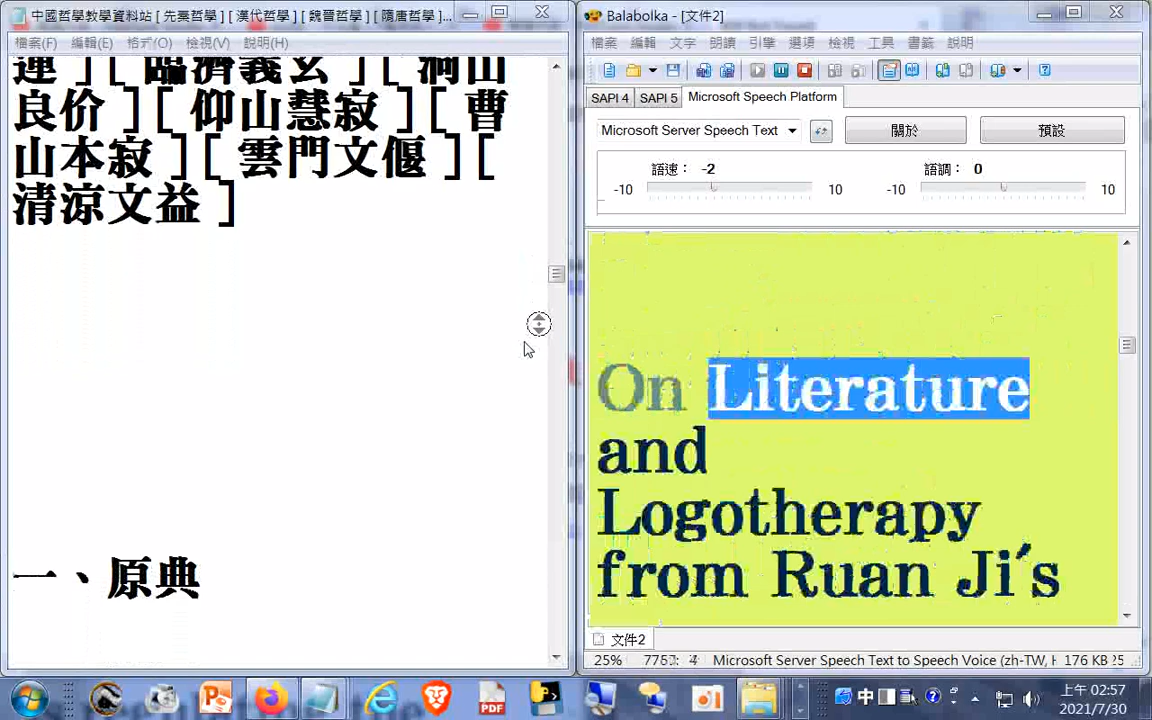 中國哲學教學資料站 [ 先秦哲學 ] [ 漢代哲學 ] [ 魏晉哲學 ] [ 隋唐哲學 ]...
檔案(F) 編輯(E) 格式(O) 檢視(V) 說明(H)
蓮 ] [ 臨濟義玄 ] [ 洞山
良价 ] [ 仰山慧寂 ] [ 曹
山本寂 ] [ 雲門文偃 ] [
清涼文益 ]
一、原典
Balabolka - [文件2]
檔案 編輯 文字 朗讀 引擎 選項 檢視 工具 書籤 說明
SAPI 4 SAPI 5 Microsoft Speech Platform
Microsoft Server Speech Text 關於 預設
語速： -2 語調： 0
-10 10 -10 10
On Literature
and
Logotherapy
from Ruan Ji's
文件2
25% Microsoft Server Speech Text to Speech Voice (zh-TW, H 176 KB
中
上午 02:57
2021/7/30